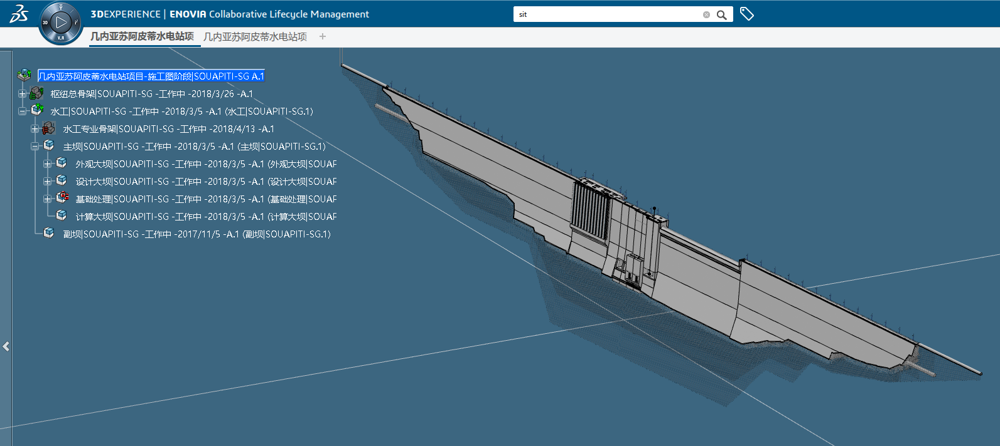 3DEXPERIENCE | ENOVIA Collaborative Lifecycle Management
sit
3D
V.R
几内亚苏阿皮蒂水电站项
几内亚苏阿皮蒂水电站项
几内亚苏阿皮蒂水电站项目-施工图阶段|SOUAPITI-SG A.1
枢纽总骨架|SOUAPITI-SG -工作中 -2018/3/26 -A.1
水工|SOUAPITI-SG -工作中 -2018/3/5 -A.1 (水工|SOUAPITI-SG.1)
水工专业骨架|SOUAPITI-SG -工作中 -2018/4/13 -A.1
主坝|SOUAPITI-SG -工作中 -2018/3/5 -A.1 (主坝|SOUAPITI-SG.1)
外观大坝|SOUAPITI-SG -工作中 -2018/3/5 -A.1 (外观大坝|SOUAF
设计大坝|SOUAPITI-SG -工作中 -2018/3/5 -A.1 (设计大坝|SOUAF
基础处理|SOUAPITI-SG -工作中 -2018/3/5 -A.1 (基础处理|SOUAF
计算大坝|SOUAPITI-SG -工作中 -2018/3/5 -A.1 (计算大坝|SOUAF
副坝|SOUAPITI-SG -工作中 -2017/11/5 -A.1 (副坝|SOUAPITI-SG.1)